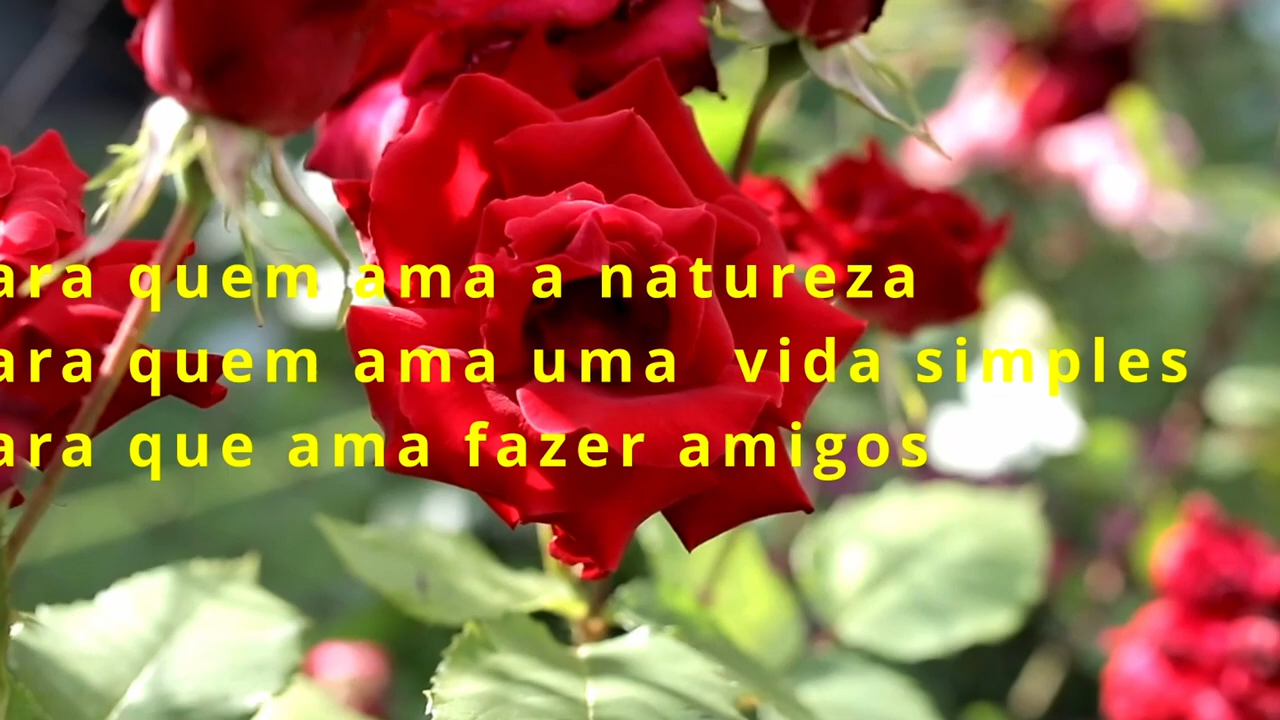 ara quem ama a natureza
ara quem ama uma vida simples
ara que ama fazer amigos